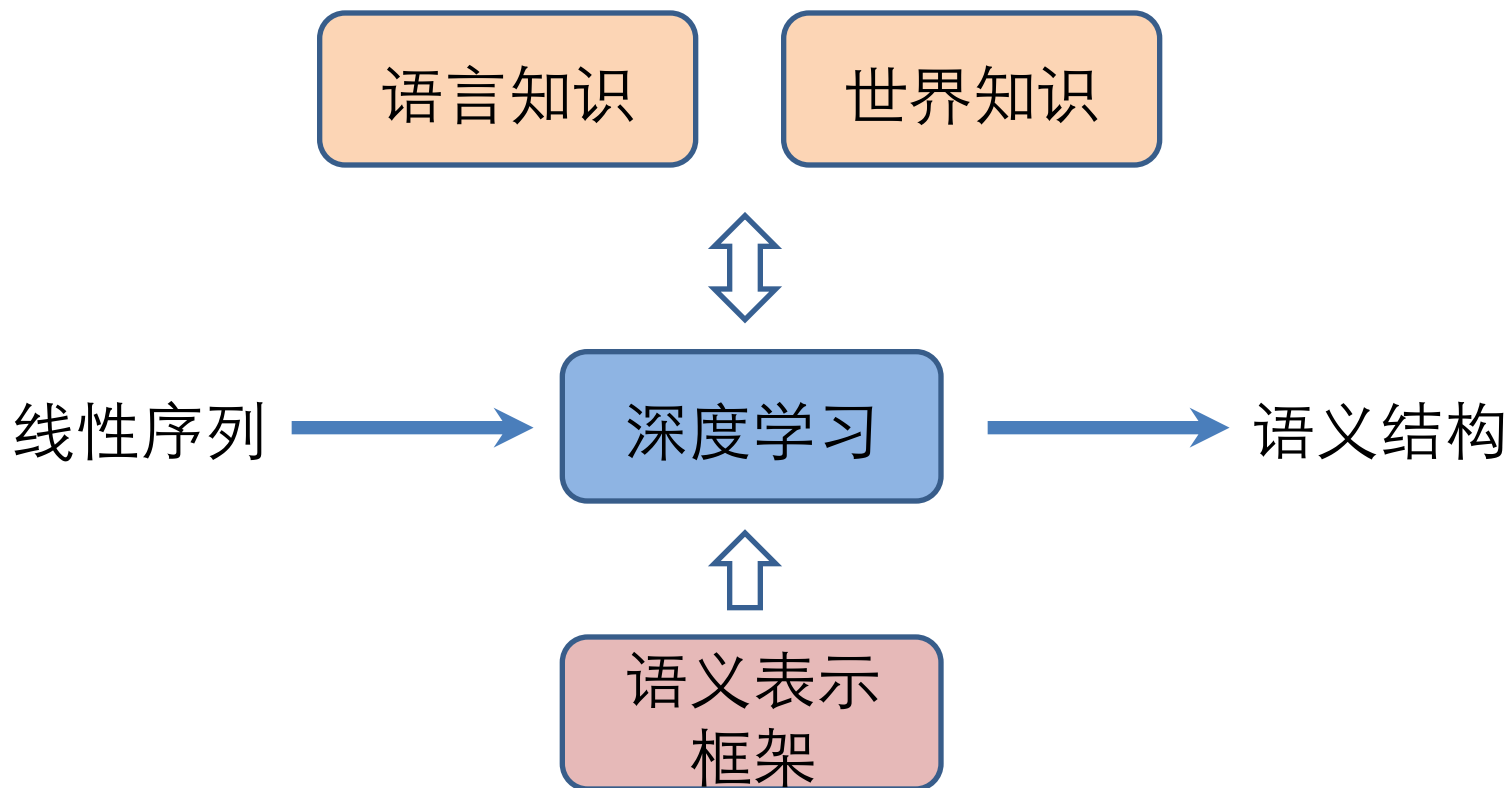 语言知识
世界知识
线性序列
深度学习
语义结构
语义表示
框架